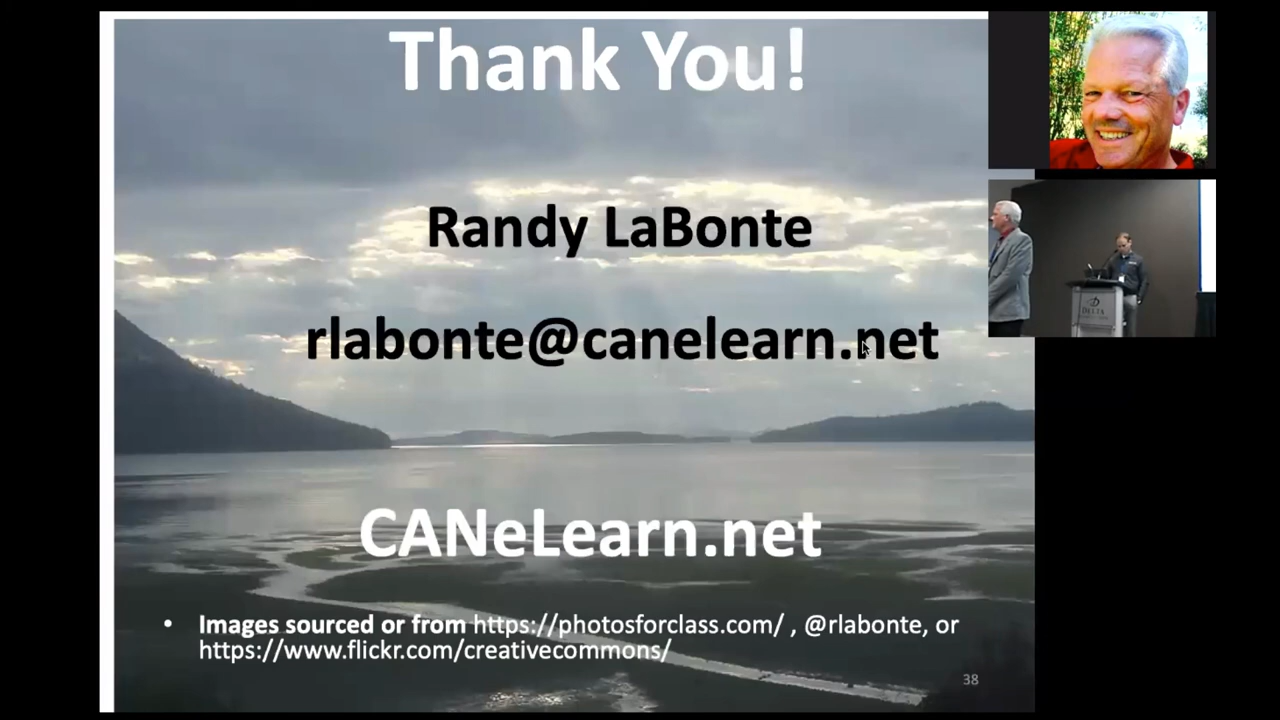 Thank You!
Randy LaBonte
rlabonte@canelearn.net
CANeLearn.net
• Images sourced or from https://photosforclass.com/ , @rlabonte, or
https://www.flickr.com/creativecommons/
38
DELTA